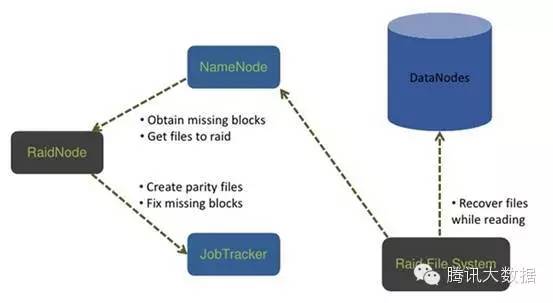 NameNode
DataNodes
• Obtain missing blocks
• Get files to raid
RaidNode
• Create parity files
• Fix missing blocks
• Recover files
while reading
JobTracker
Raid File System
腾讯大数据